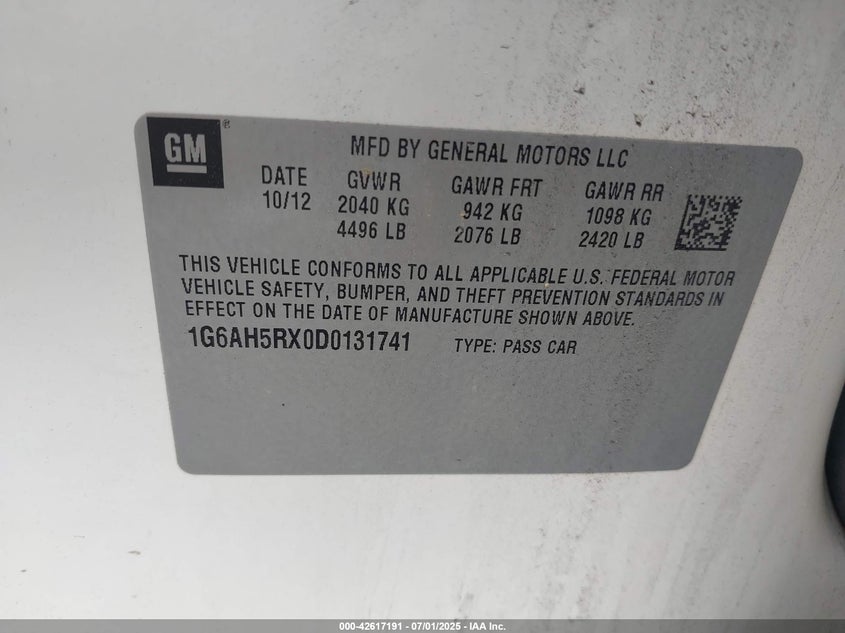 GM ®
MFD BY GENERAL MOTORS LLC
DATE GVWR GAWR FRT GAWR RR
10/12 2040 KG 942 KG 1098 KG
4496 LB 2076 LB 2420 LB
THIS VEHICLE CONFORMS TO ALL APPLICABLE U.S. FEDERAL MOTOR
VEHICLE SAFETY, BUMPER, AND THEFT PREVENTION STANDARDS IN
EFFECT ON THE DATE OF MANUFACTURE SHOWN ABOVE.
1G6AH5RX0D0131741 TYPE: PASS CAR
000-42617191 - 07/01/2025 - IAA Inc.